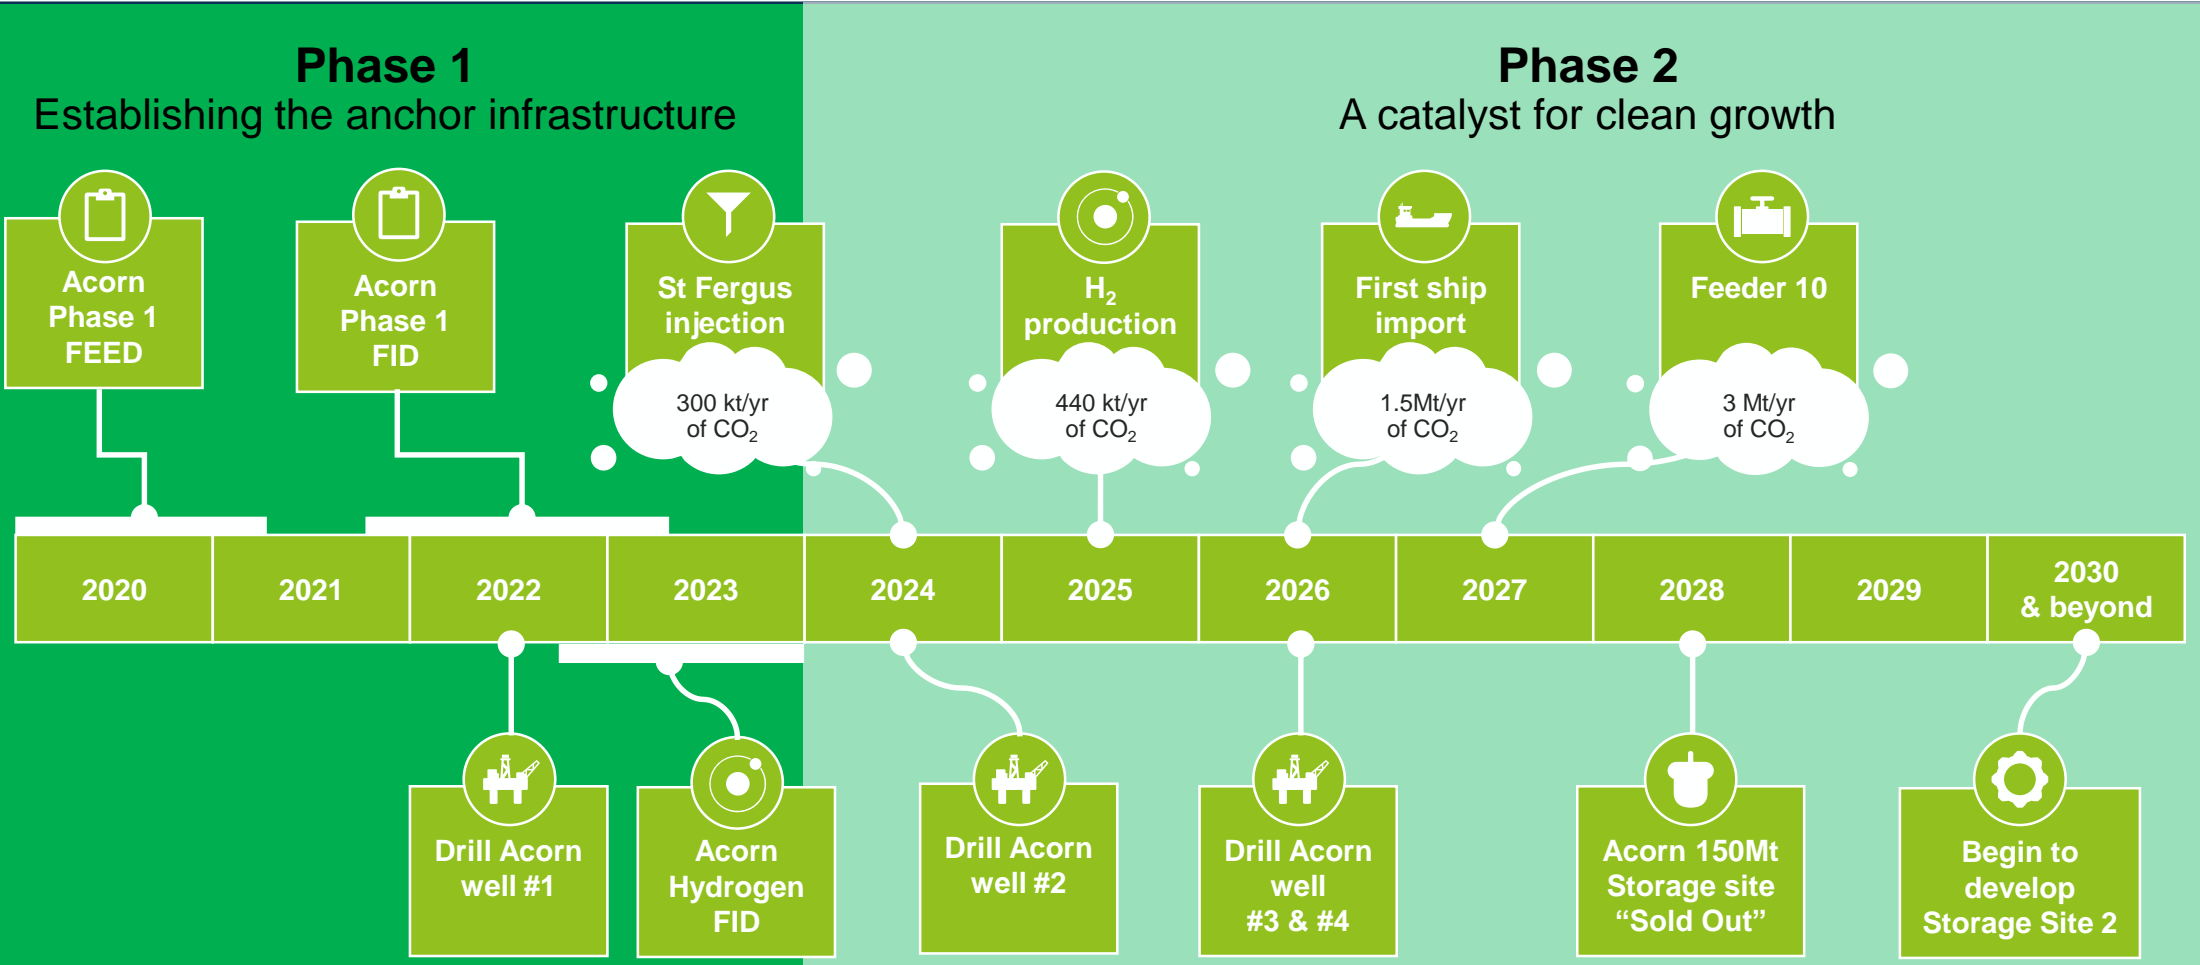 Phase 1
Establishing the anchor infrastructure
Phase 2
A catalyst for clean growth
Acorn
Phase 1
FEED
Acorn
Phase 1
FID
St Fergus
injection
300 kt/yr
of CO₂
H₂
production
440 kt/yr
of CO₂
First ship
import
1.5Mt/yr
of CO₂
Feeder 10
3 Mt/yr
of CO₂
2020
2021
2022
2023
2024
2025
2026
2027
2028
2029
2030
& beyond
Drill Acorn
well #1
Acorn
Hydrogen
FID
Drill Acorn
well #2
Drill Acorn
well
#3 & #4
Acorn 150Mt
Storage site
“Sold Out”
Begin to
develop
Storage Site 2